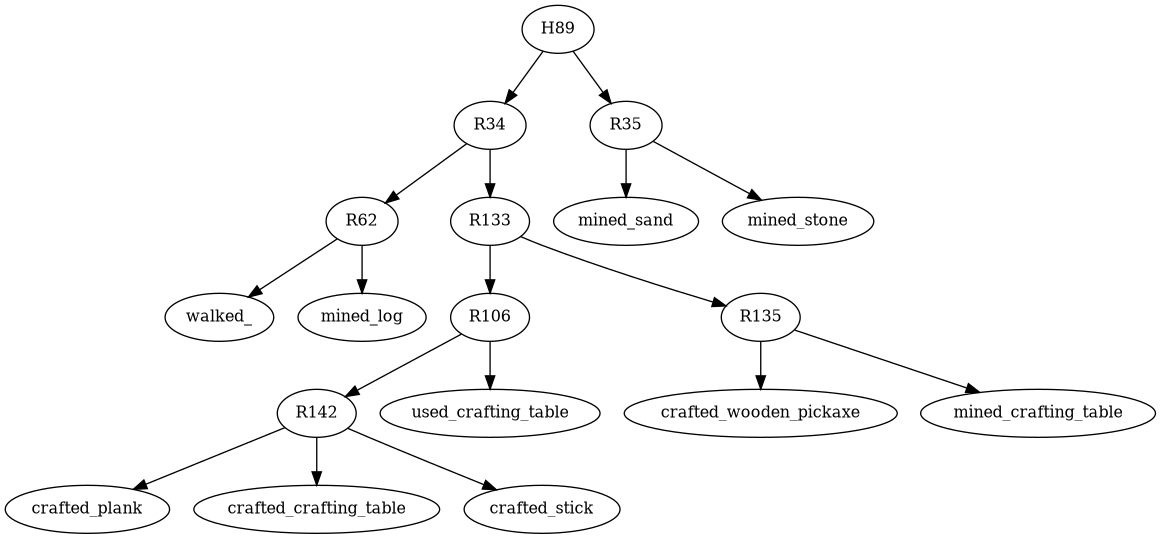 H89
R34
R35
R62
R133
mined_sand
mined_stone
walked_
mined_log
R106
R135
R142
used_crafting_table
crafted_wooden_pickaxe
mined_crafting_table
crafted_plank
crafted_crafting_table
crafted_stick